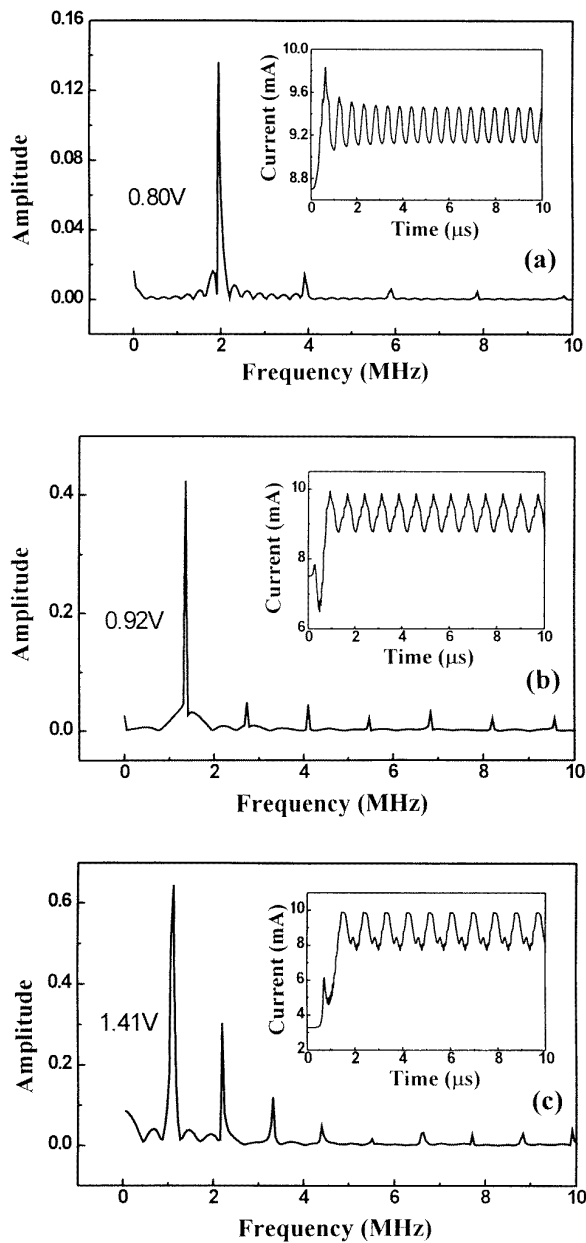 0.16
0.12
0.08
0.04
0.00
Amplitude
0.80V
10.0
9.6
9.2
8.8
Current (mA)
0 2 4 6 8 10
Time (μs)
(a)
0 2 4 6 8 10
Frequency (MHz)
0.4
0.2
0.0
Amplitude
0.92V
10
8
6
Current (mA)
0 2 4 6 8 10
Time (μs)
(b)
0 2 4 6 8 10
Frequency (MHz)
0.6
0.4
0.2
0.0
Amplitude
1.41V
10
8
6
4
2
Current (mA)
0 2 4 6 8 10
Time (μs)
(c)
0 2 4 6 8 10
Frequency (MHz)